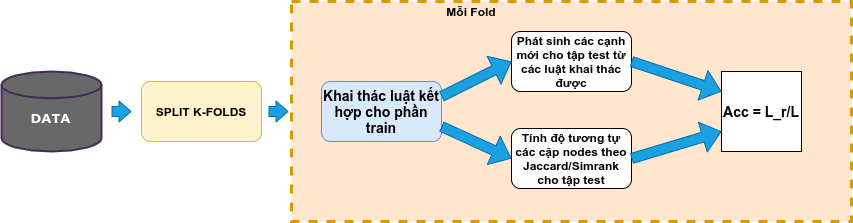 Mỗi Fold
DATA
SPLIT K-FOLDS
Khai thác luật kết
hợp cho phần
train
Phát sinh các cạnh
mới cho tập test từ
các luật khai thác
được
Tính độ tương tự
các cặp nodes theo
Jaccard/Simrank
cho tập test
Acc = L_r/L